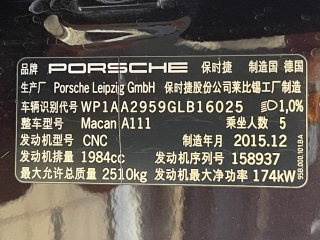 品牌 PORSCHE 保时捷 制造国 德国
生产厂 Porsche Leipzig GmbH 保时捷股份公司莱比锡工厂制造
车辆识别代号 WP1AA2959GLB16025 1,0%
整车型号 Macan A111 乘坐人数 5
发动机型号 CNC 制造年月 2015.12
发动机排量 1984cc 发动机序列号 158937
最大允许总质量 2510kg 发动机最大净功率 174kW
95B.000.101.BA